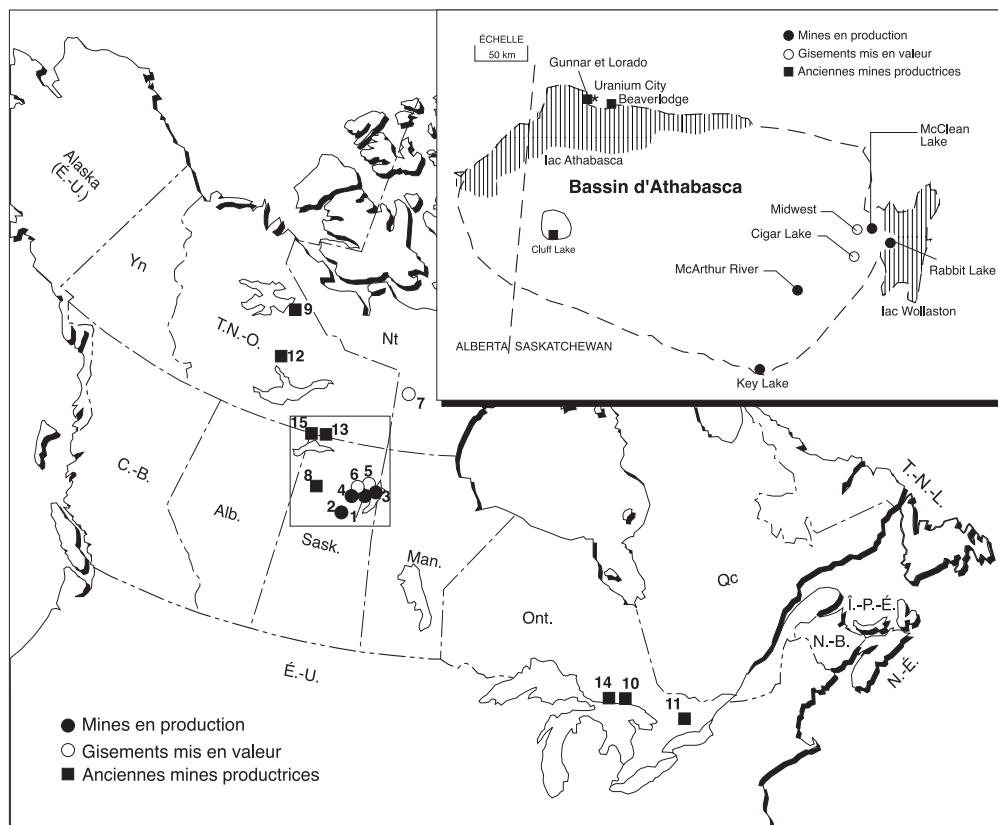 ÉCHELLE
50 km
Mines en production
Gisements mis en valeur
Anciennes mines productrices
Gunnar et Lorado
Uranium City
*
Beaverlodge
McClean
Lake
lac Athabasca
Bassin d'Athabasca
Midwest
Cigar Lake
Cluff Lake
McArthur River
Rabbit Lake
lac Wollaston
ALBERTA
SASKATCHEWAN
Key Lake
Alaska
(É.-U.)
Yn
T.N.-O.
Nt
9
12
7
15
13
8
6
5
4
3
2
1
C.-B.
Alb.
Sask.
Man.
Ont.
Qc
T.-N.-L.
Î.-P.-É.
N.-B.
N.-É.
É.-U.
14
10
11
Mines en production
Gisements mis en valeur
Anciennes mines productrices